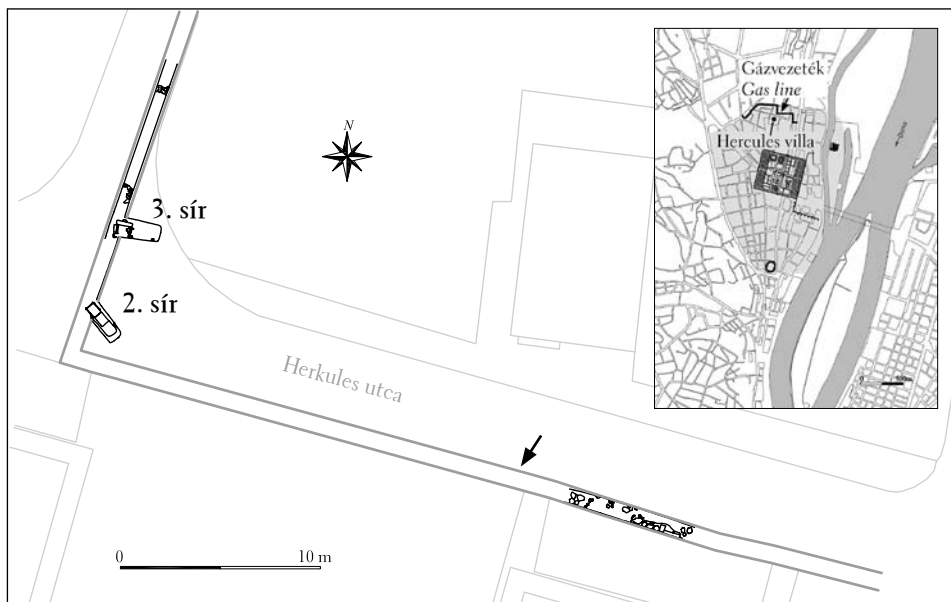 N
3. sír
2. sír
Herkules utca
0 10 m
Gázvezeték
Gas line
Hercules villa